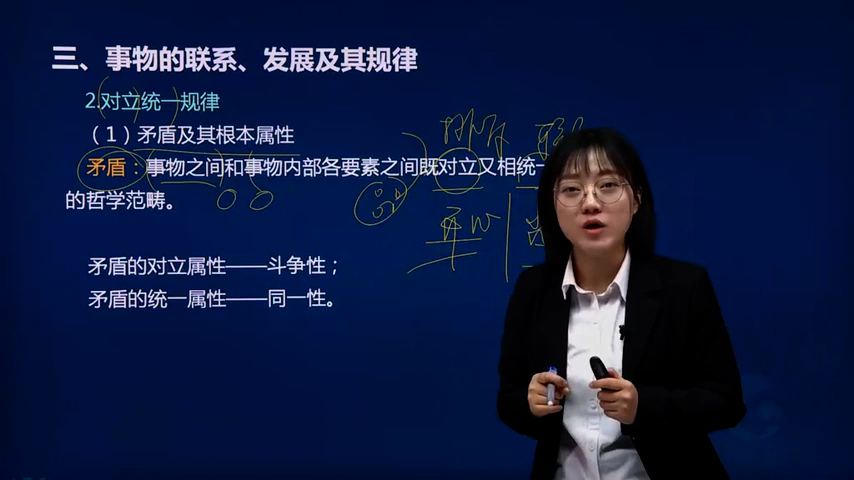 三、事物的联系、发展及其规律
2.对立统一规律
（1）矛盾及其根本属性
矛盾：事物之间和事物内部各要素之间既对立又相统一
的哲学范畴。
矛盾的对立属性——斗争性；
矛盾的统一属性——同一性。